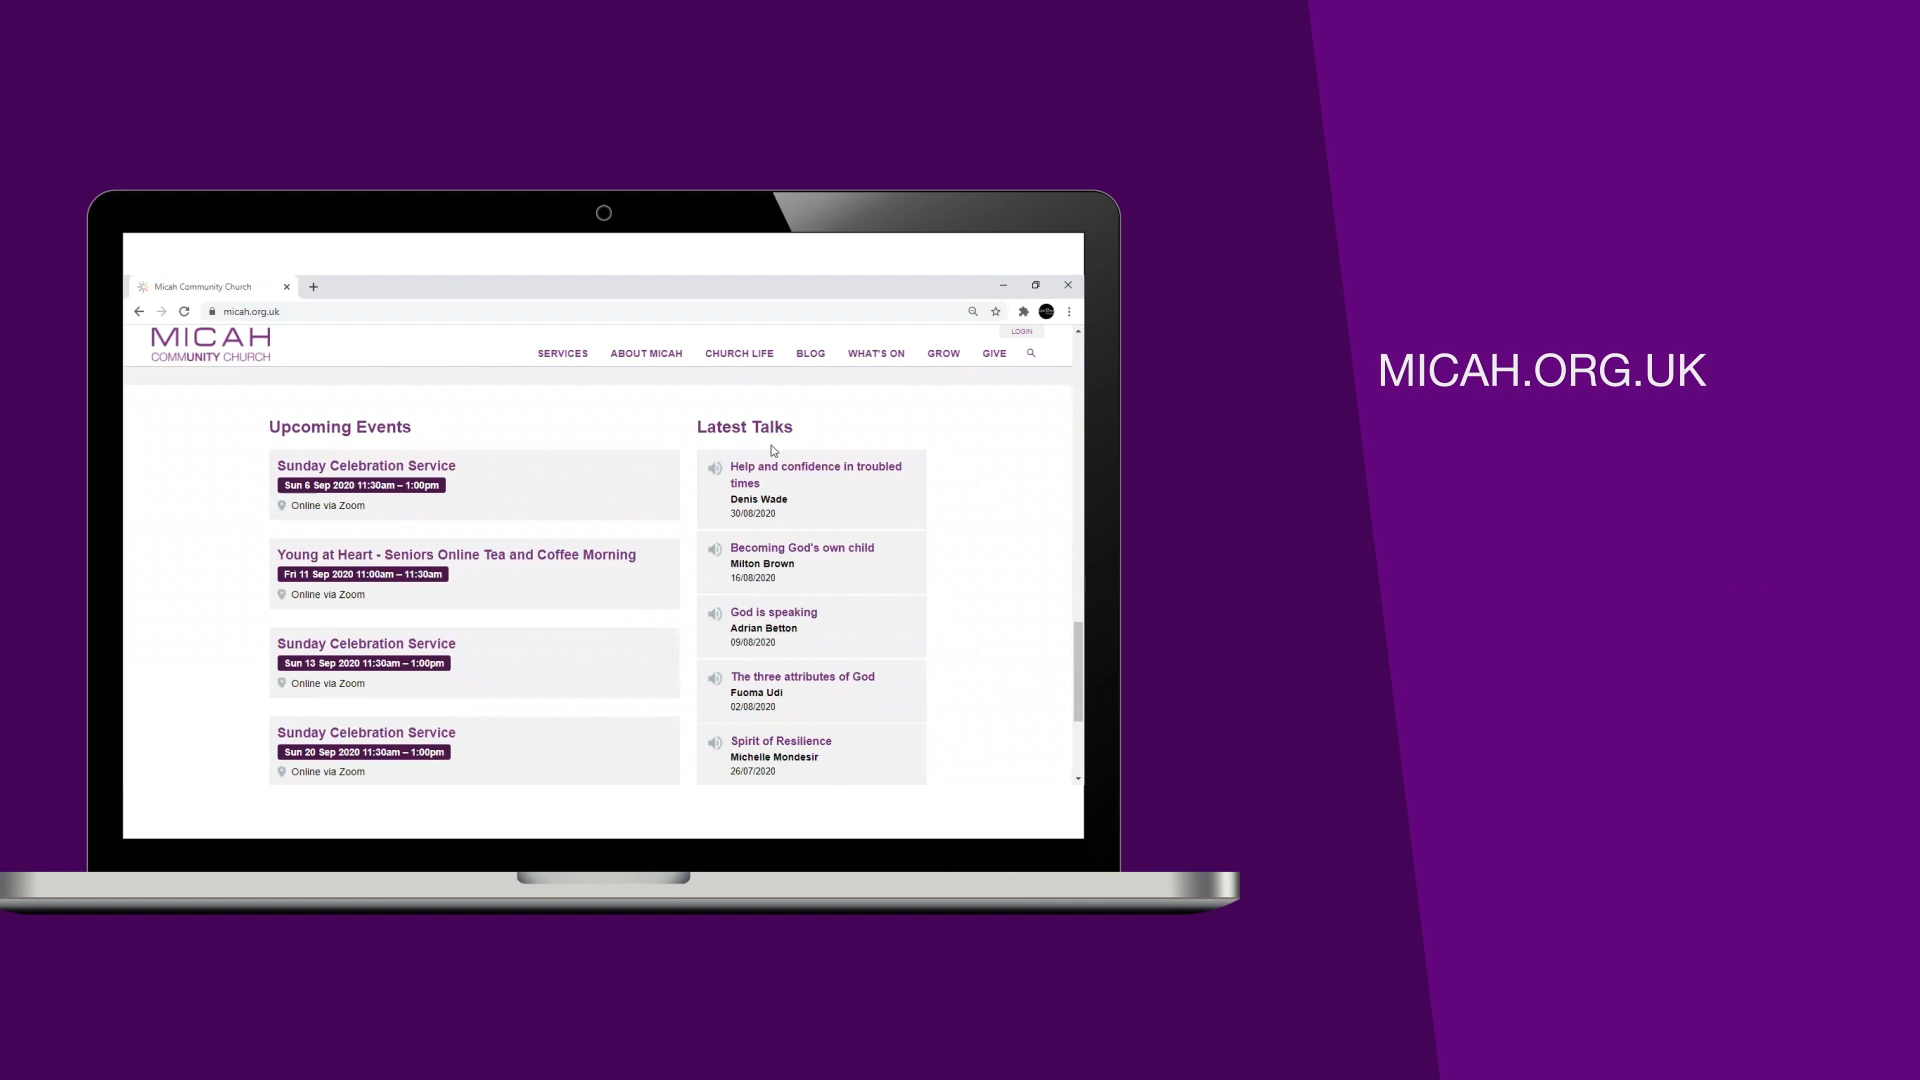 Micah Community Church
micah.org.uk
MICAH
COMMUNITY CHURCH
LOGIN
SERVICES ABOUT MICAH CHURCH LIFE BLOG WHAT'S ON GROW GIVE
Upcoming Events
Sunday Celebration Service
Sun 6 Sep 2020 11:30am – 1:00pm
Online via Zoom
Young at Heart - Seniors Online Tea and Coffee Morning
Fri 11 Sep 2020 11:00am – 11:30am
Online via Zoom
Sunday Celebration Service
Sun 13 Sep 2020 11:30am – 1:00pm
Online via Zoom
Sunday Celebration Service
Sun 20 Sep 2020 11:30am – 1:00pm
Online via Zoom
Latest Talks
Help and confidence in troubled
times
Denis Wade
30/08/2020
Becoming God's own child
Milton Brown
16/08/2020
God is speaking
Adrian Betton
09/08/2020
The three attributes of God
Fuoma Udi
02/08/2020
Spirit of Resilience
Michelle Mondesir
26/07/2020
MICAH.ORG.UK